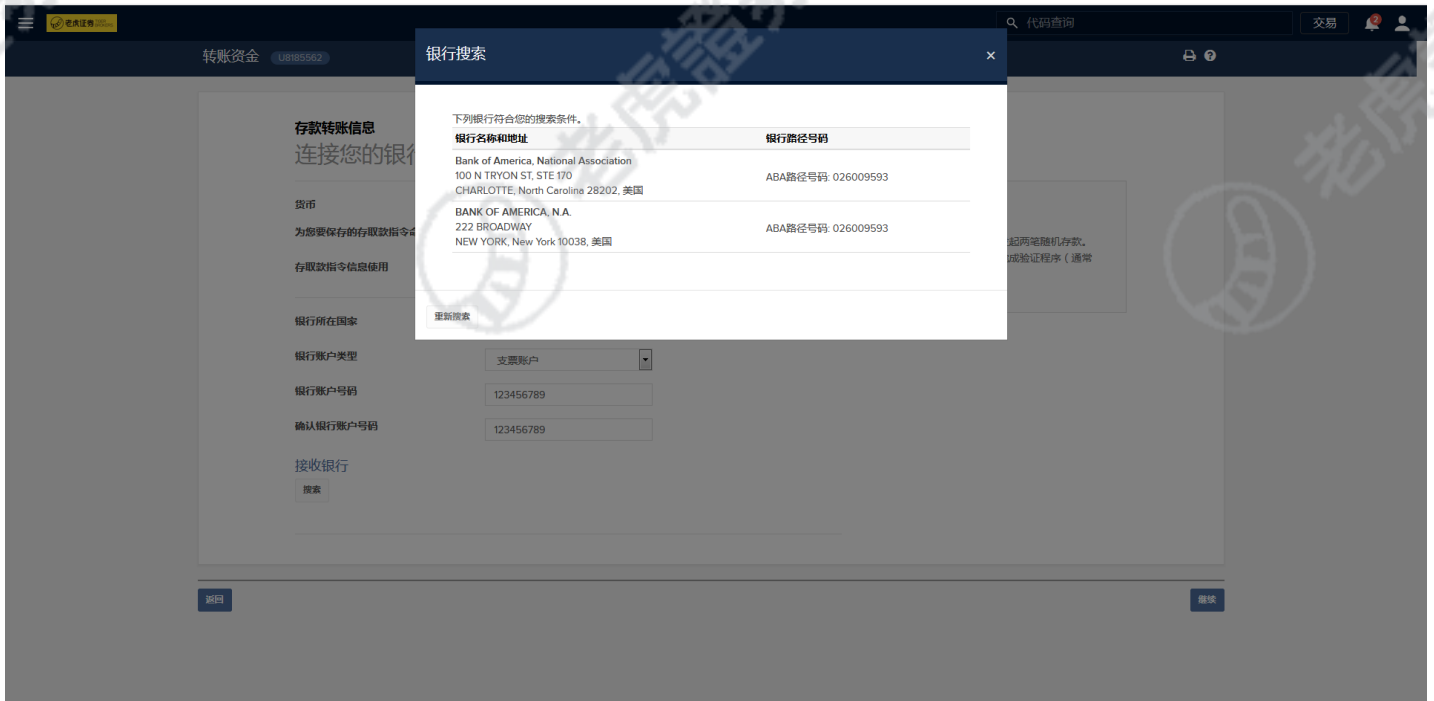 老虎证券
代码查询
交易
2
转账资金 U8185562
银行搜索
×
下列银行符合您的搜索条件。
银行名称和地址 银行路径号码
Bank of America, National Association
100 N TRYON ST, STE 170
CHARLOTTE, North Carolina 28202, 美国
ABA路径号码: 026009593
BANK OF AMERICA, N.A.
222 BROADWAY
NEW YORK, New York 10038, 美国
ABA路径号码: 026009593
重新搜索
存款转账信息
连接您的银行
货币
为您要保存的存取款指令命
存取款指令信息使用
起两笔随机存款。
成验证程序（通常
银行所在国家
银行账户类型 支票账户
银行账户号码 123456789
确认银行账户号码 123456789
接收银行
搜索
返回 继续
老虎證券